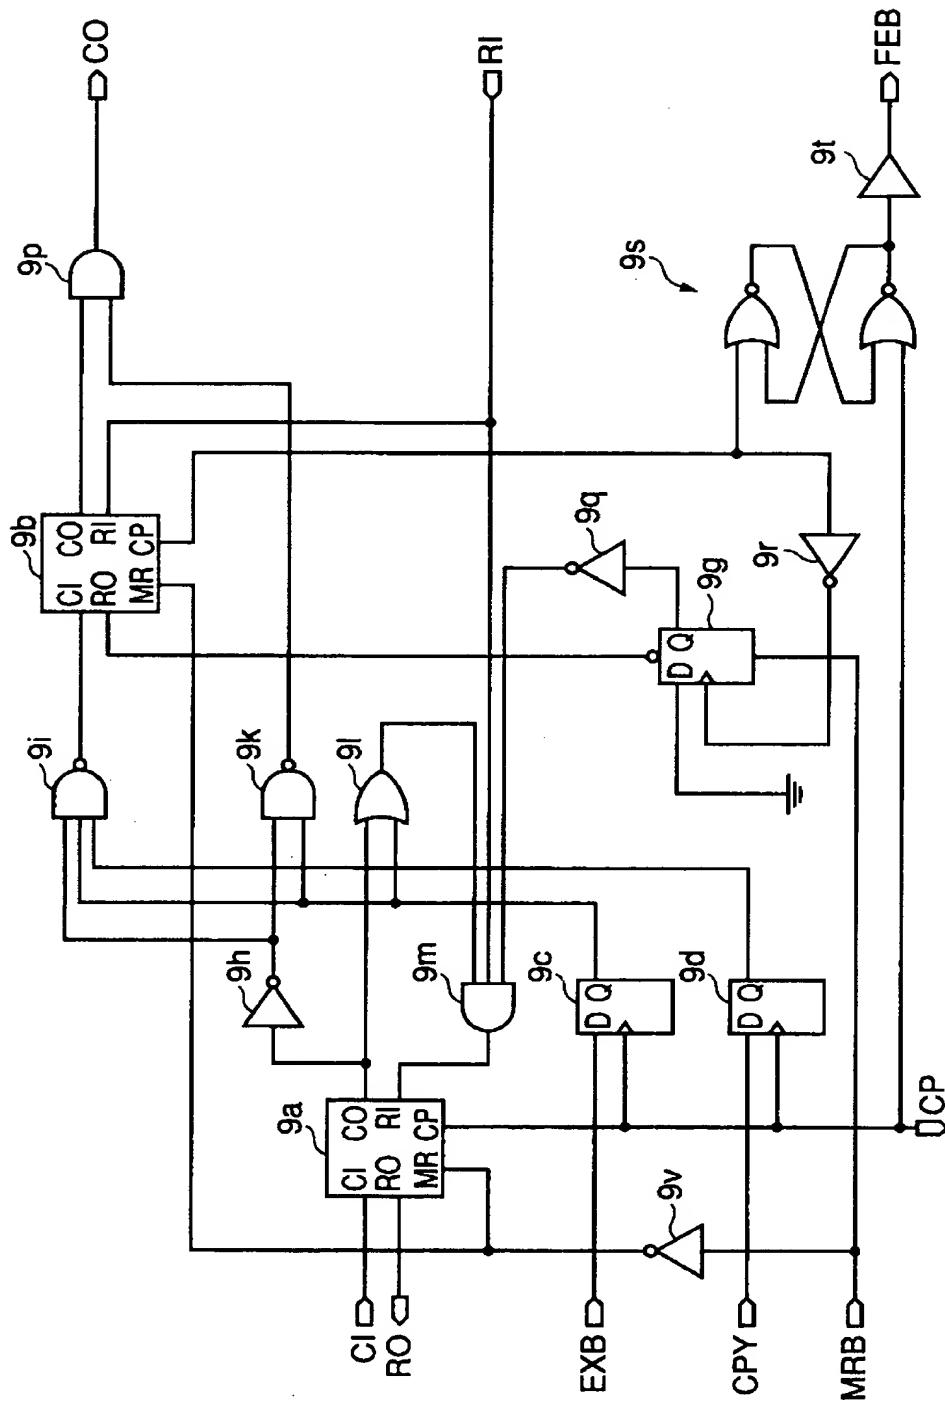 9i
9b
9p
CI CO
CO
RO RI
MR CP
9h
9k
9a
9l
CI
CI CO
RO
RO RI
MR CP
9m
RI
9c
EXB
D Q
9q
9s
9v
D Q
9g
9d
CPY
D Q
9r
9t
MRB
FEB
CP